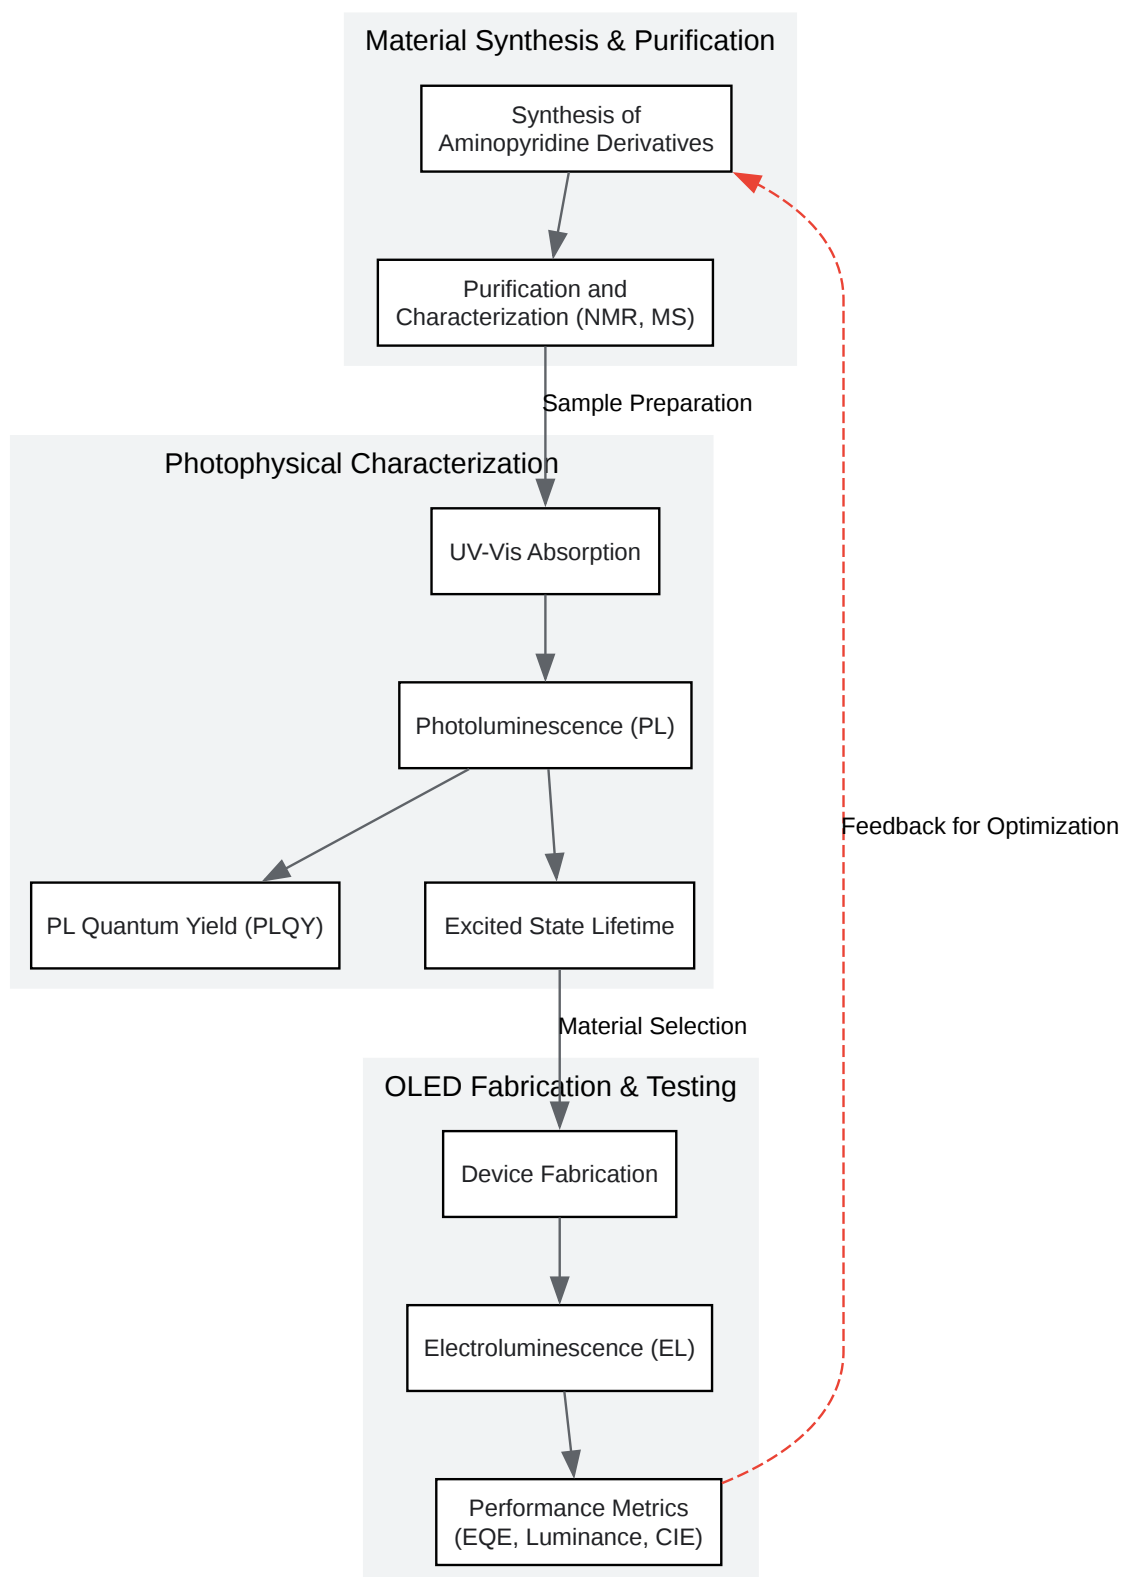 Material Synthesis & Purification
Synthesis of
Aminopyridine Derivatives
Purification and
Characterization (NMR, MS)
Sample Preparation
Photophysical Characterization
UV-Vis Absorption
Photoluminescence (PL)
Feedback for Optimization
PL Quantum Yield (PLQY)
Excited State Lifetime
Material Selection
OLED Fabrication & Testing
Device Fabrication
Electroluminescence (EL)
Performance Metrics
(EQE, Luminance, CIE)